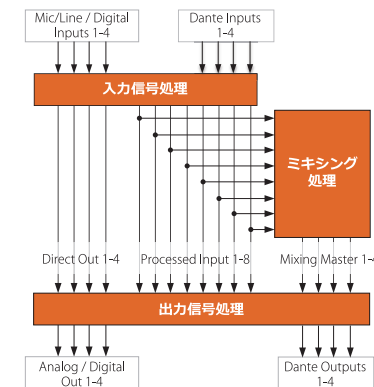 Mic/Line / Digital
Inputs 1-4
Dante Inputs
1-4
入力信号処理
ミキシング
処理
Direct Out 1-4
Processed Input 1-8
Mixing Master 1-4
出力信号処理
Analog / Digital
Out 1-4
Dante Outputs
1-4